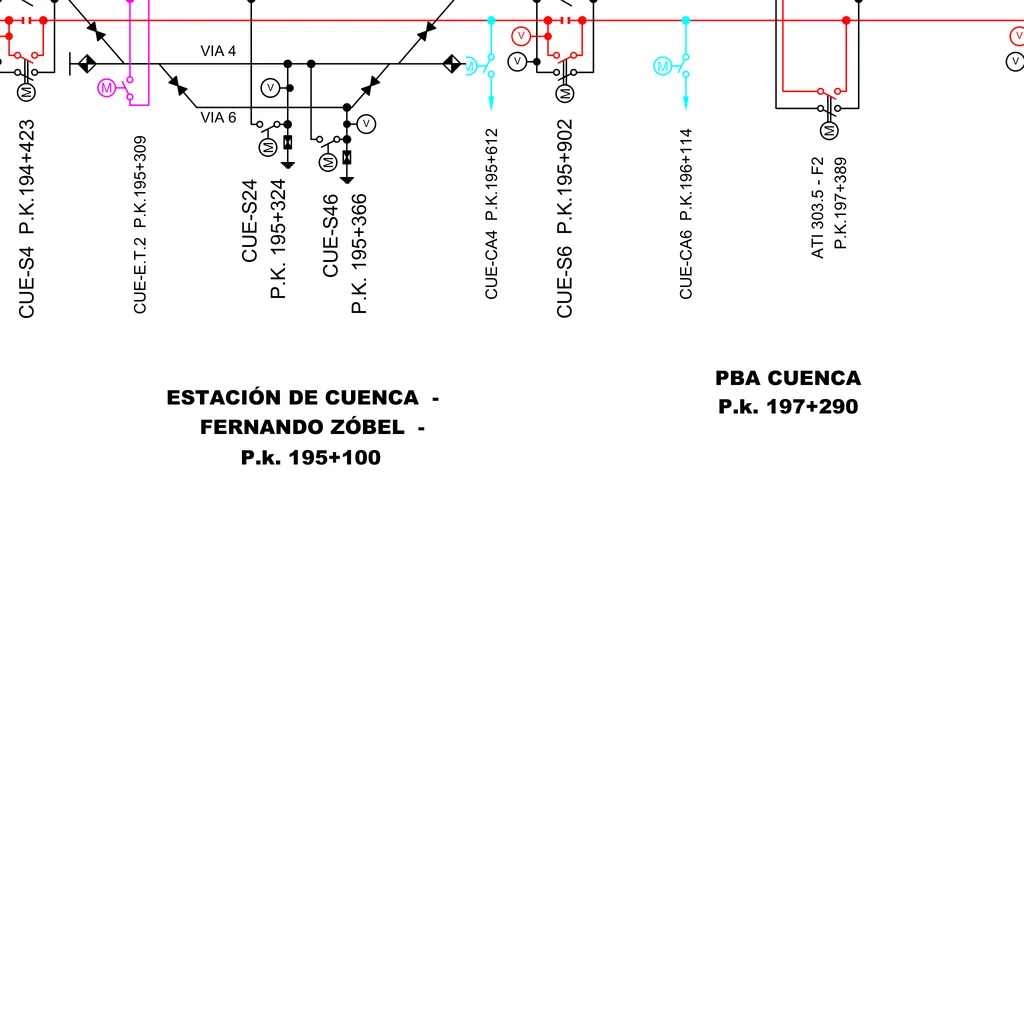 VIA 4
VIA 6
V
V
V
V
V
V
M
M
M
M
M
M
M
M
CUE-S4 P.K.194+423
CUE-E.T.2 P.K.195+309
CUE-S24
P.K. 195+324
CUE-S46
P.K. 195+366
CUE-CA4 P.K.195+612
CUE-S6 P.K.195+902
CUE-CA6 P.K.196+114
ATI 303.5 - F2
P.K.197+389
ESTACIÓN DE CUENCA -
FERNANDO ZÓBEL -
P.k. 195+100
PBA CUENCA
P.k. 197+290